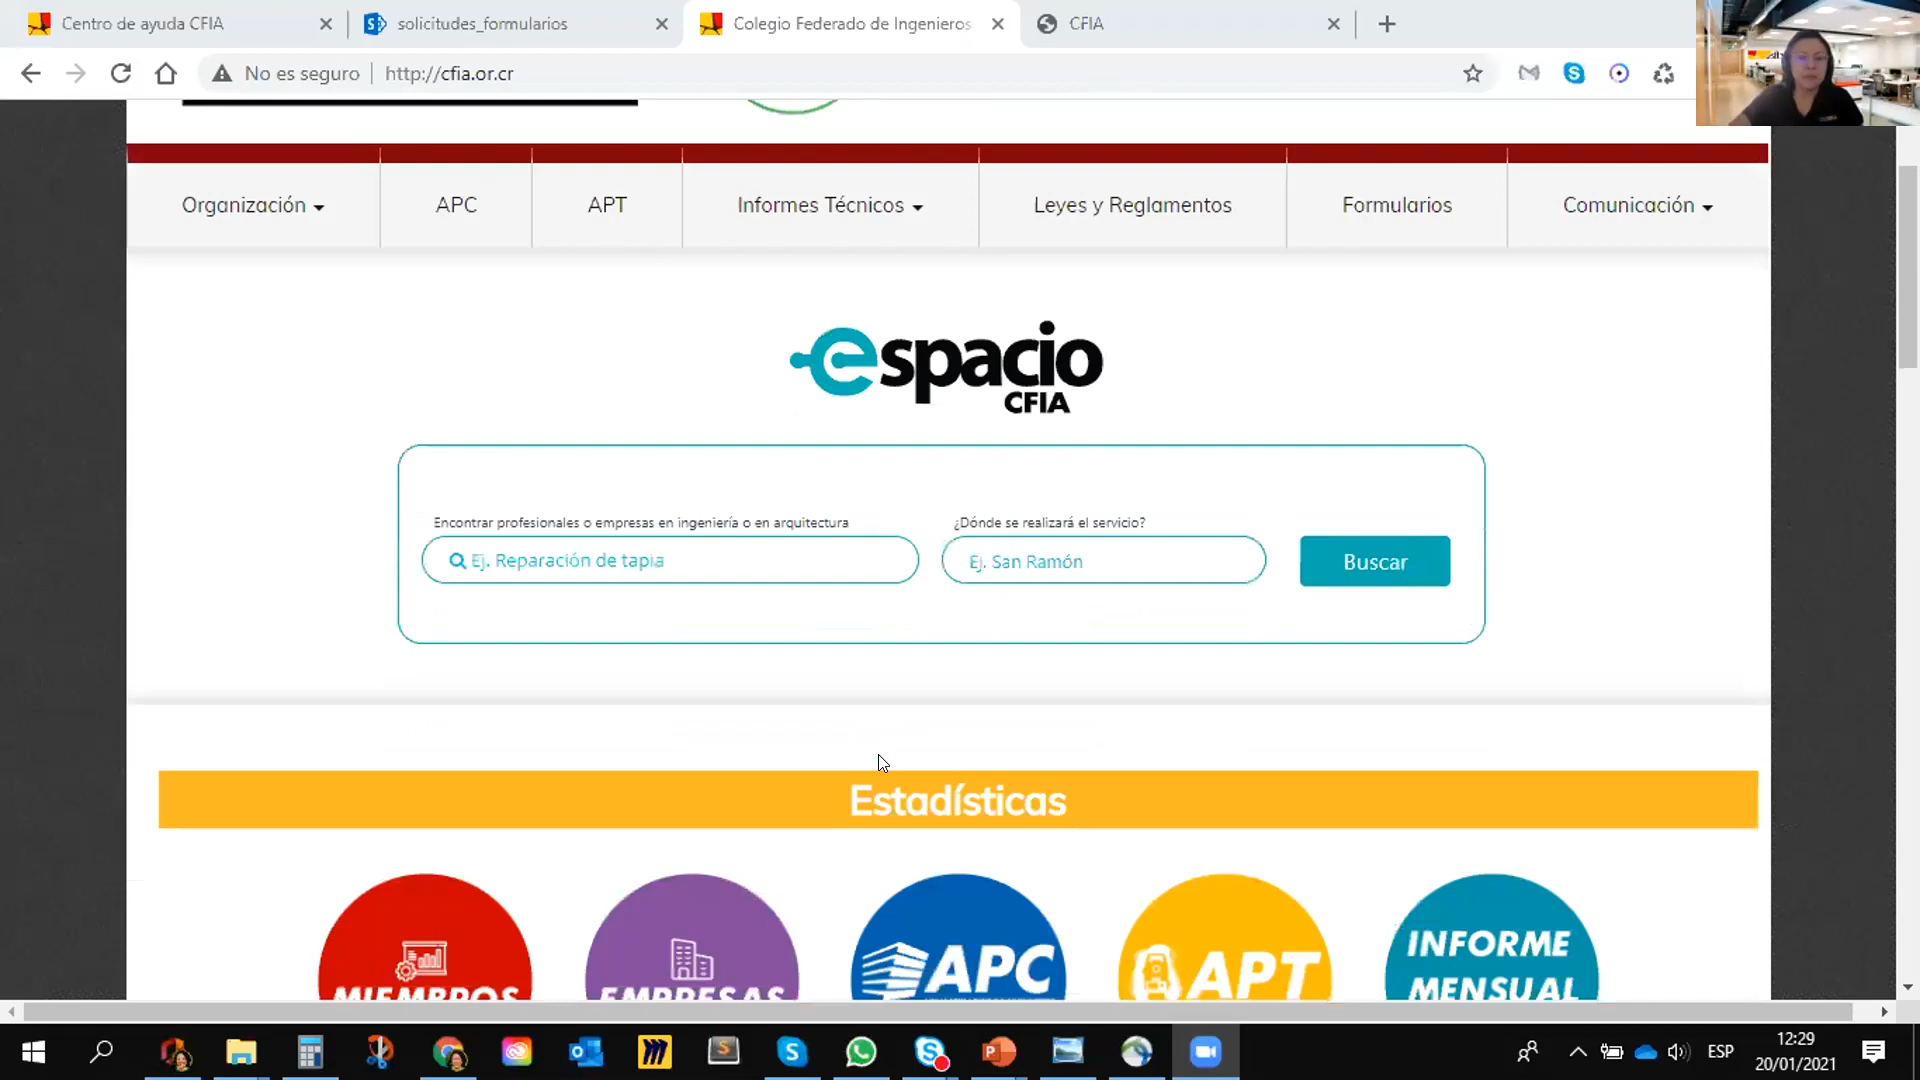 Centro de ayuda CFIA
solicitudes_formularios
Colegio Federado de Ingenieros
CFIA
No es seguro
http://cfia.or.cr
Organización
APC
APT
Informes Técnicos
Leyes y Reglamentos
Formularios
Comunicación
espacio
CFIA
Encontrar profesionales o empresas en ingeniería o en arquitectura
¿Dónde se realizará el servicio?
Ej. Reparación de tapia
Ej. San Ramón
Buscar
Estadísticas
MIEMBROS
EMPRESAS
APC
APT
INFORME
MENSUAL
ESP
12:29
20/01/2021